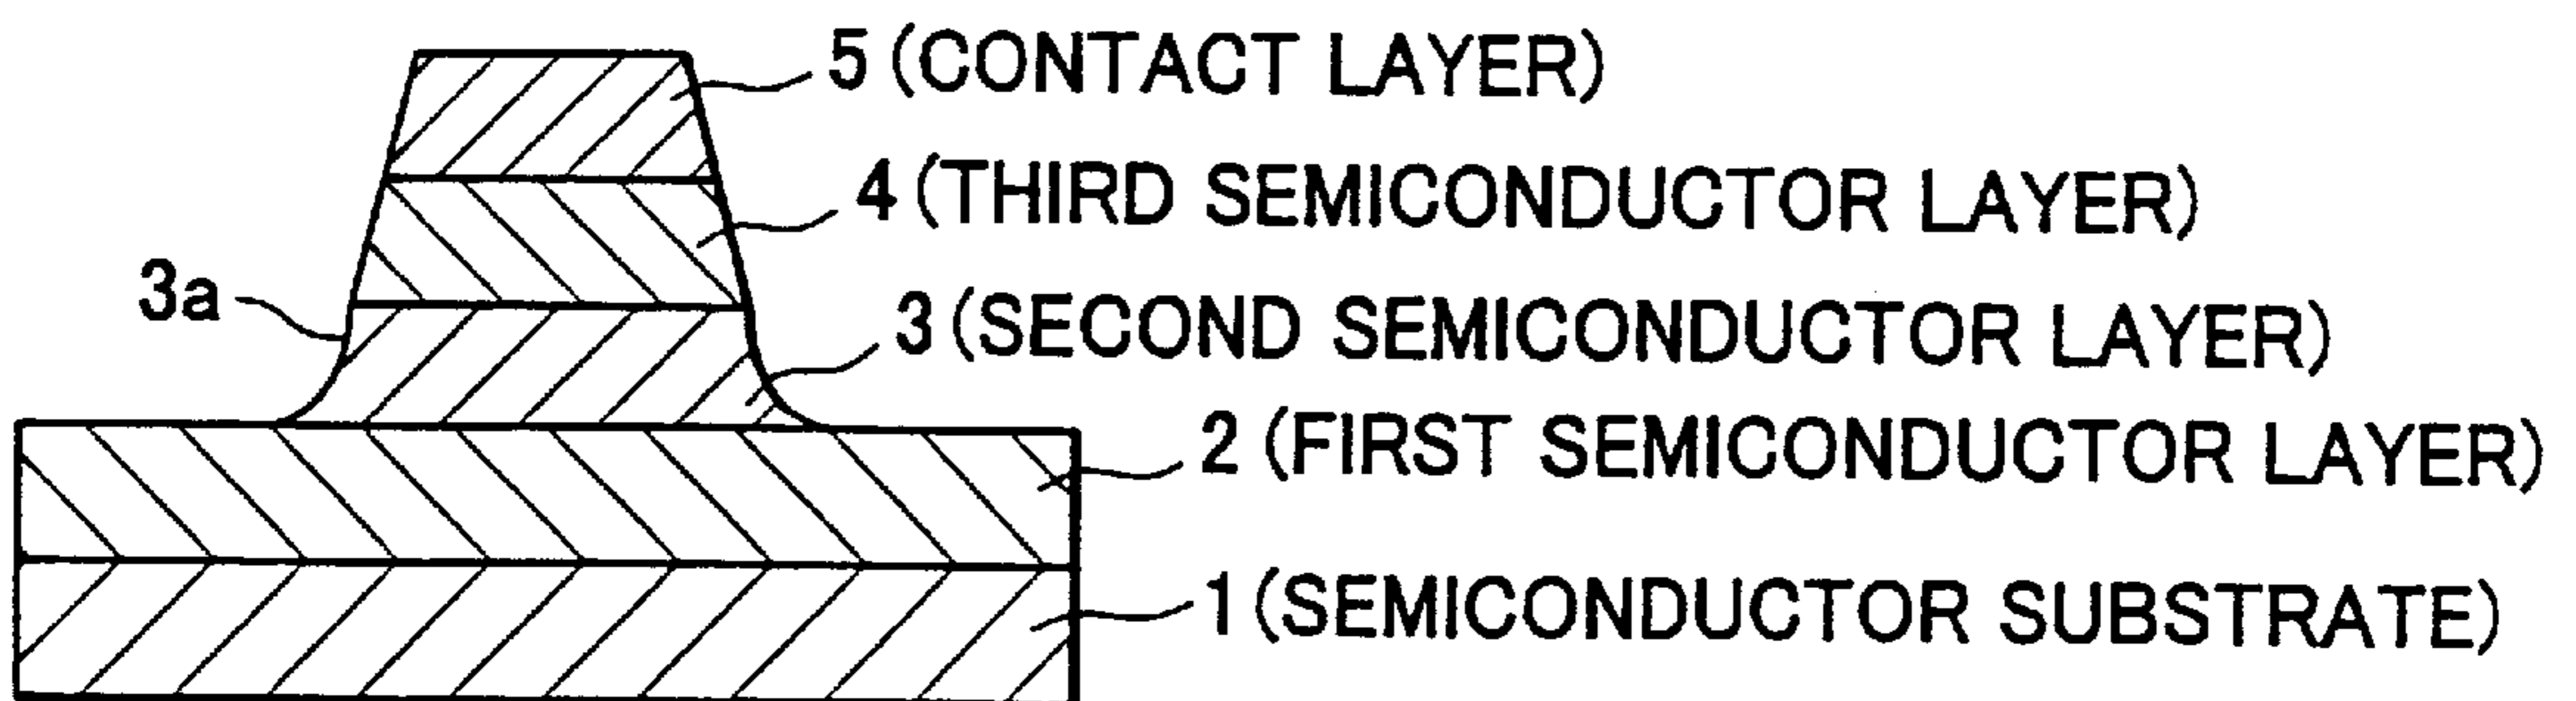 5 (CONTACT LAYER)
4 (THIRD SEMICONDUCTOR LAYER)
3a
3 (SECOND SEMICONDUCTOR LAYER)
2 (FIRST SEMICONDUCTOR LAYER)
1 (SEMICONDUCTOR SUBSTRATE)